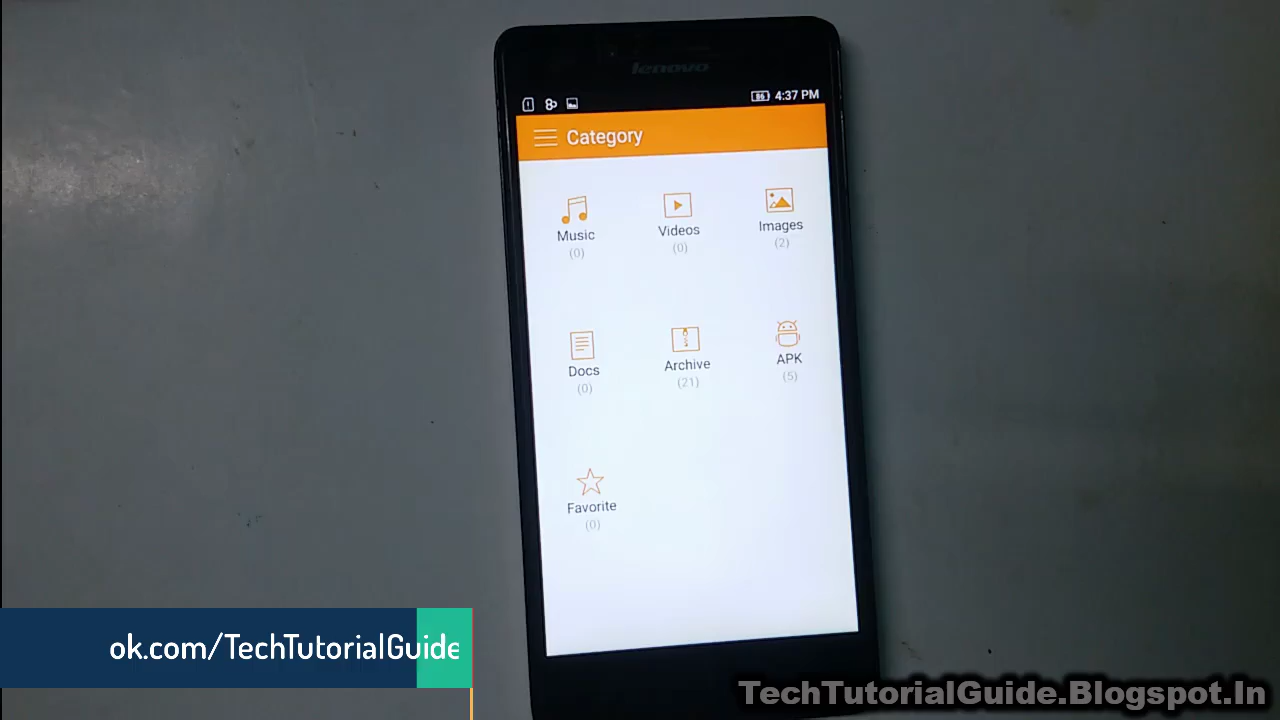 lenovo
86 4:37 PM
Category
Music
(0)
Videos
(0)
Images
(2)
Docs
(0)
Archive
(21)
APK
(5)
Favorite
(0)
ok.com/TechTutorialGuide
TechTutorialGuide.Blogspot.In